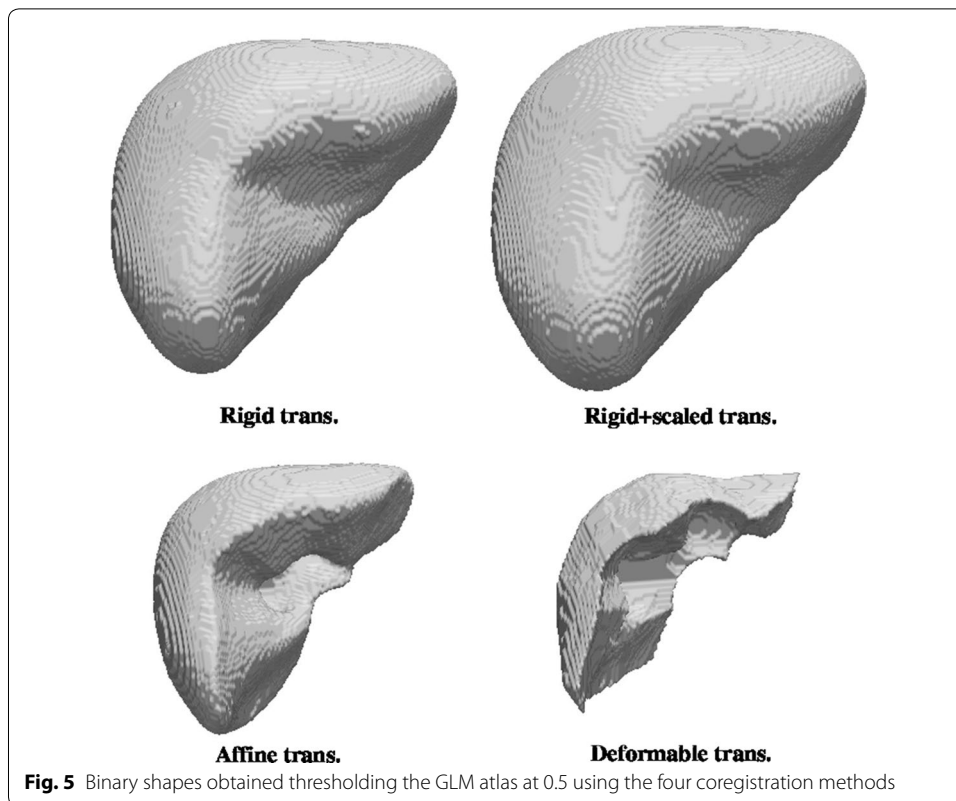 Rigid trans.
Rigid+scaled trans.
Affine trans.
Deformable trans.
Fig. 5 Binary shapes obtained thresholding the GLM atlas at 0.5 using the four coregistration methods